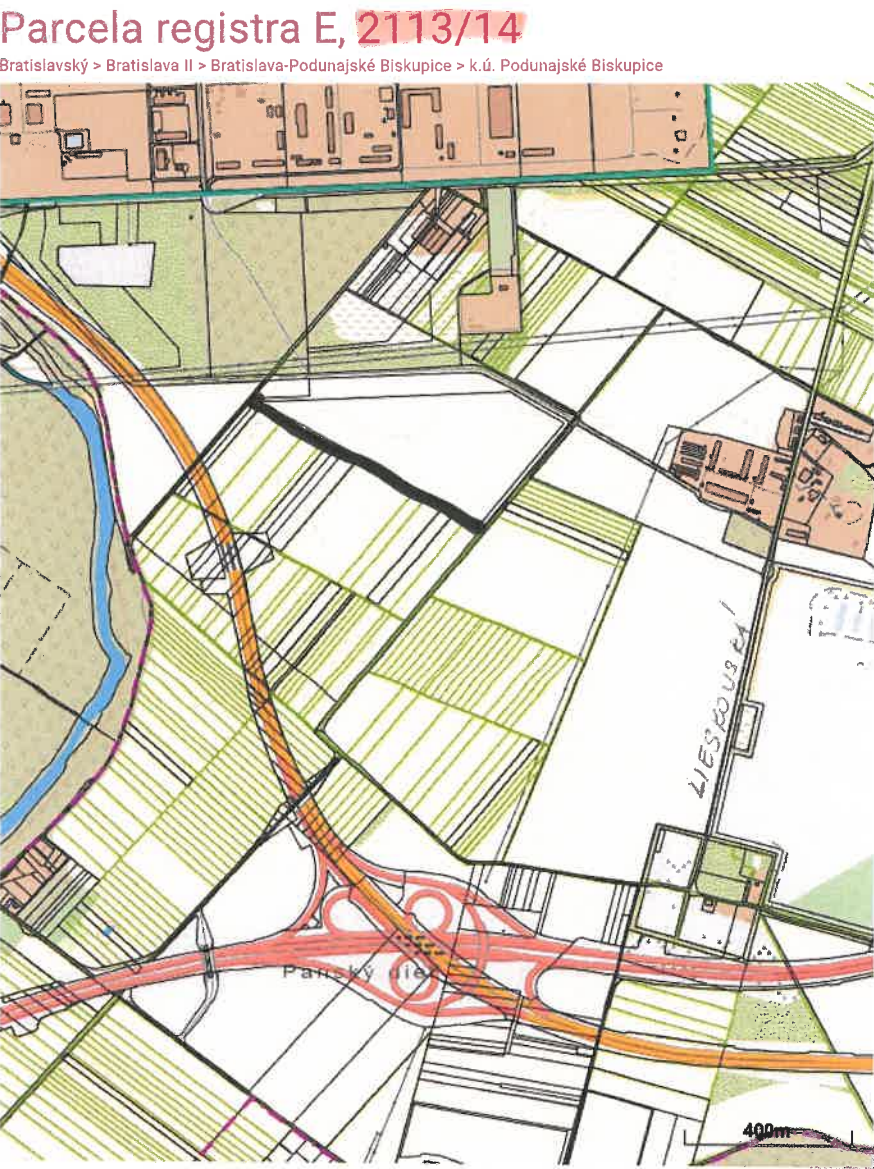 Parcela registra E, 2113/14
Bratislavský > Bratislava II > Bratislava-Podunajské Biskupice > k.ú. Podunajské Biskupice
LIESKOVSKÁ
Panský diel
400m